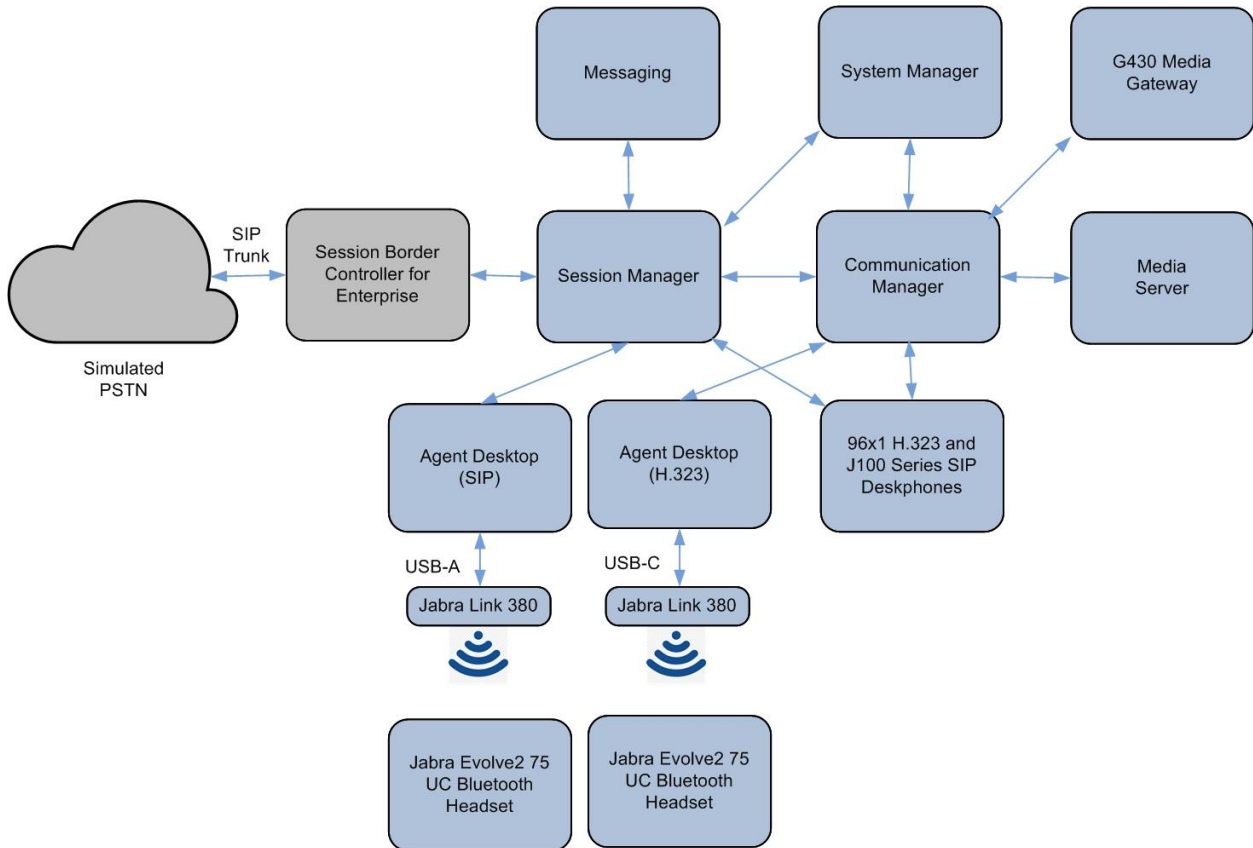 Messaging
System Manager
G430 Media
Gateway
SIP
Trunk
Session Border
Controller for
Enterprise
Session Manager
Communication
Manager
Media
Server
Simulated
PSTN
Agent Desktop
(SIP)
Agent Desktop
(H.323)
96x1 H.323 and
J100 Series SIP
Deskphones
USB-A
USB-C
Jabra Link 380
Jabra Link 380
Jabra Evolve2 75
UC Bluetooth
Headset
Jabra Evolve2 75
UC Bluetooth
Headset